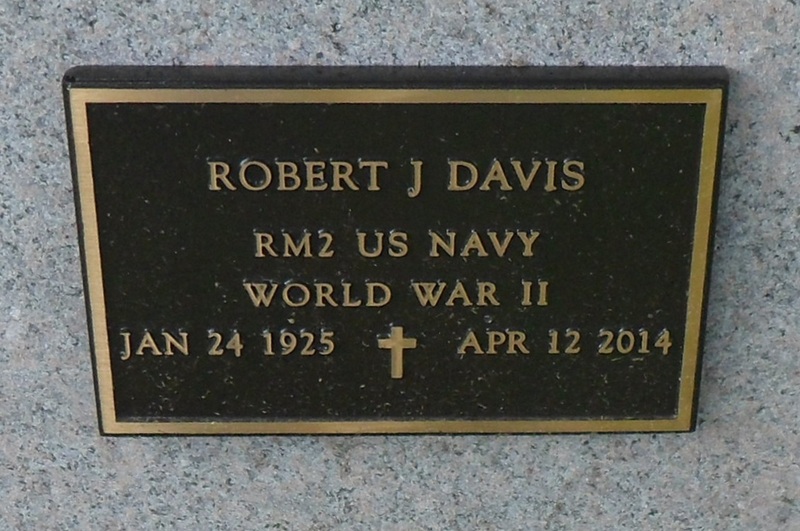 ROBERT J DAVIS
RM2 US NAVY
WORLD WAR II
JAN 24 1925 APR 12 2014